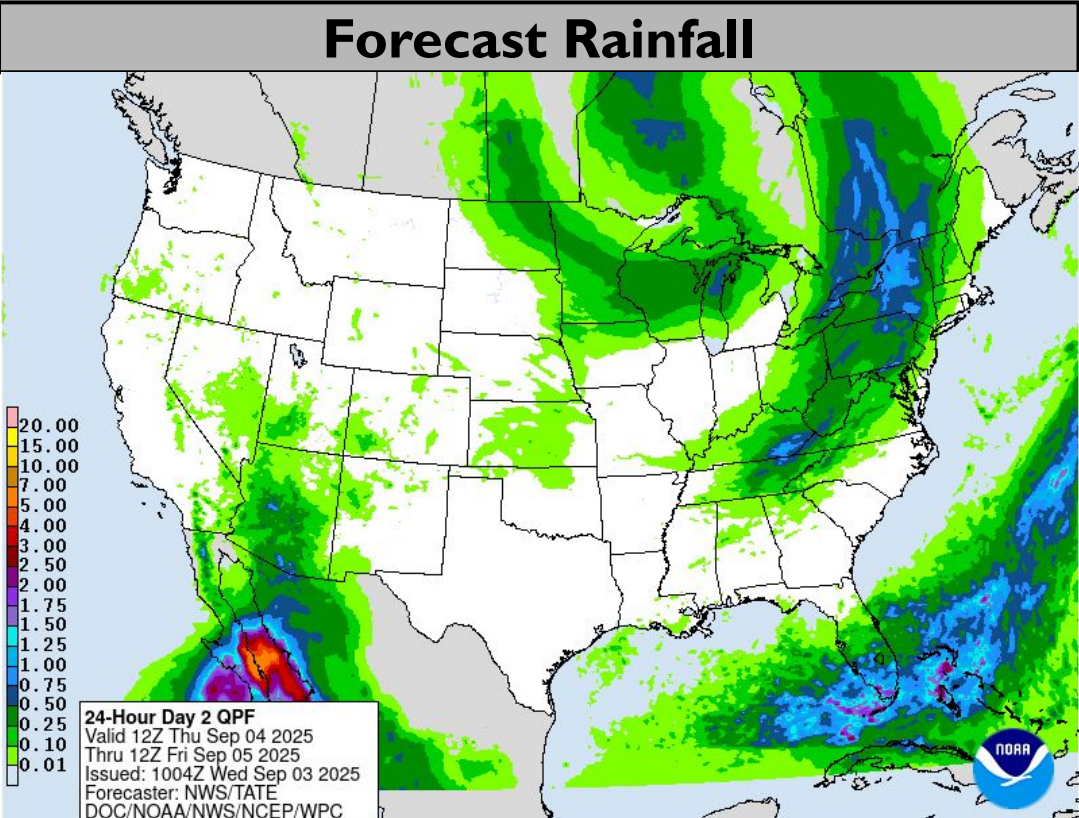 Forecast Rainfall
20.00
15.00
10.00
7.00
5.00
4.00
3.00
2.50
2.00
1.75
1.50
1.25
1.00
0.75
0.50
0.25
0.10
0.01
24-Hour Day 2 QPF
Valid 12Z Thu Sep 04 2025
Thru 12Z Fri Sep 05 2025
Issued: 1004Z Wed Sep 03 2025
Forecaster: NWS/TATE
DOC/NOAA/NWS/NCEP/WPC
NOAA